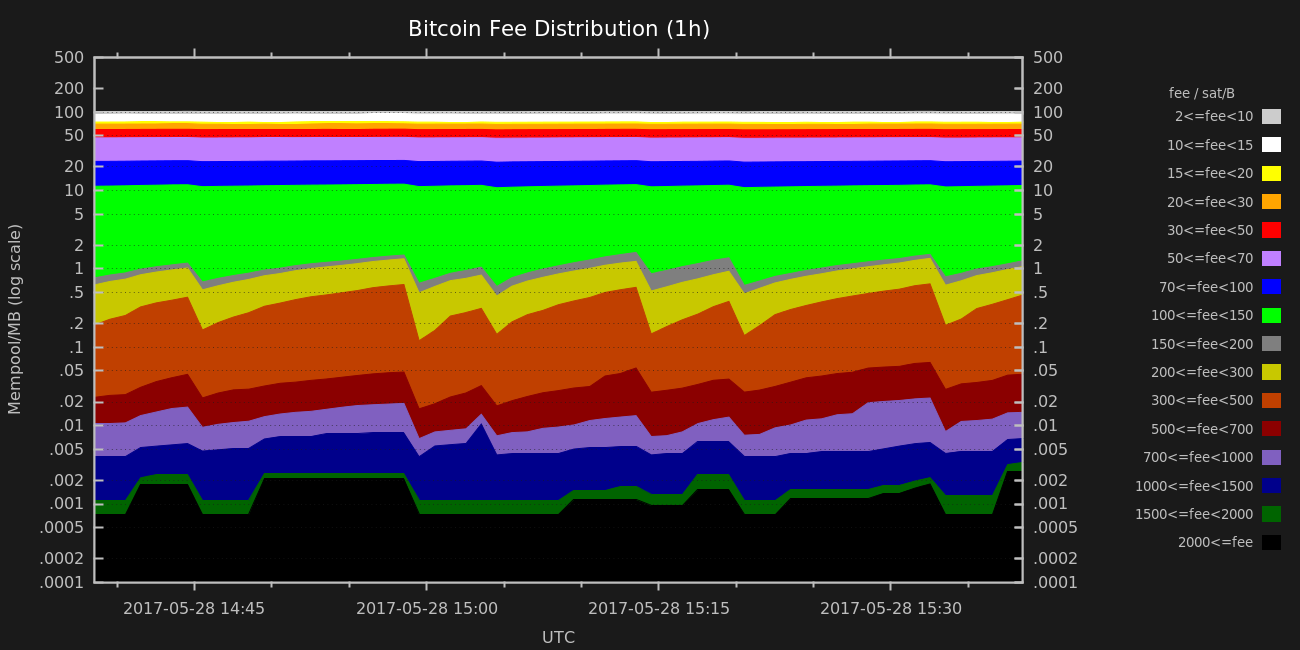 Bitcoin Fee Distribution (1h)
500 500
200 200
100 100
50 50
20 20
10 10
5 5
2 2
1 1
.5 .5
.2 .2
.1 .1
.05 .05
.02 .02
.01 .01
.005 .005
.002 .002
.001 .001
.0005 .0005
.0002 .0002
.0001 .0001
Mempool/MB (log scale)
2017-05-28 14:45 2017-05-28 15:00 2017-05-28 15:15 2017-05-28 15:30
UTC
fee / sat/B
2<=fee<10
10<=fee<15
15<=fee<20
20<=fee<30
30<=fee<50
50<=fee<70
70<=fee<100
100<=fee<150
150<=fee<200
200<=fee<300
300<=fee<500
500<=fee<700
700<=fee<1000
1000<=fee<1500
1500<=fee<2000
2000<=fee